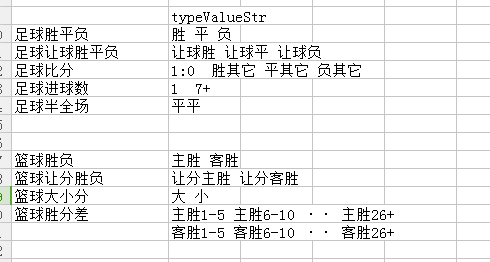 typeValueStr
足球胜平负 胜 平 负
足球让球胜平负 让球胜 让球平 让球负
足球比分 1:0 胜其它 平其它 负其它
足球进球数 1 7+
足球半全场 平平
篮球胜负 主胜 客胜
篮球让分胜负 让分主胜 让分客胜
篮球大小分 大 小
篮球胜分差 主胜1-5 主胜6-10 ·· 主胜26+
客胜1-5 客胜6-10 ·· 客胜26+